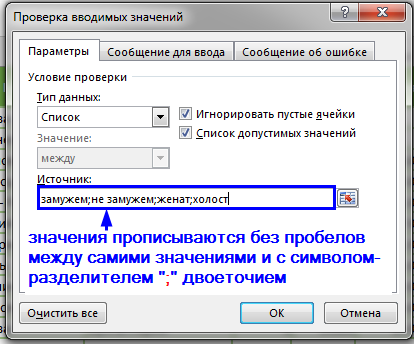 Проверка вводимых значений
Параметры Сообщение для ввода Сообщение об ошибке
Условие проверки
Тип данных:
Список
Игнорировать пустые ячейки
Список допустимых значений
Значение:
между
Источник:
замужем;не замужем;женат;холост
значения прописываются без пробелов
между самими значениями и с символом-
разделителем ";" двоеточием
Очистить все ОК Отмена